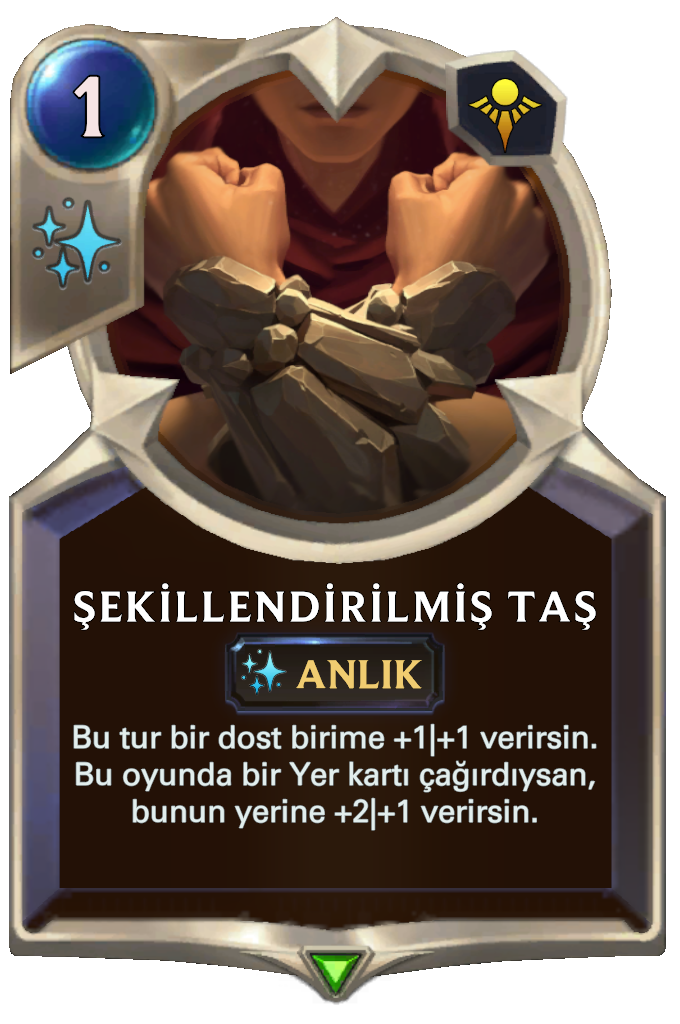 1
ŞEKİLLENDİRİLMİŞ TAŞ
ANLIK
Bu tur bir dost birime +1|+1 verirsin.
Bu oyunda bir Yer kartı çağırdıysan,
bunun yerine +2|+1 verirsin.